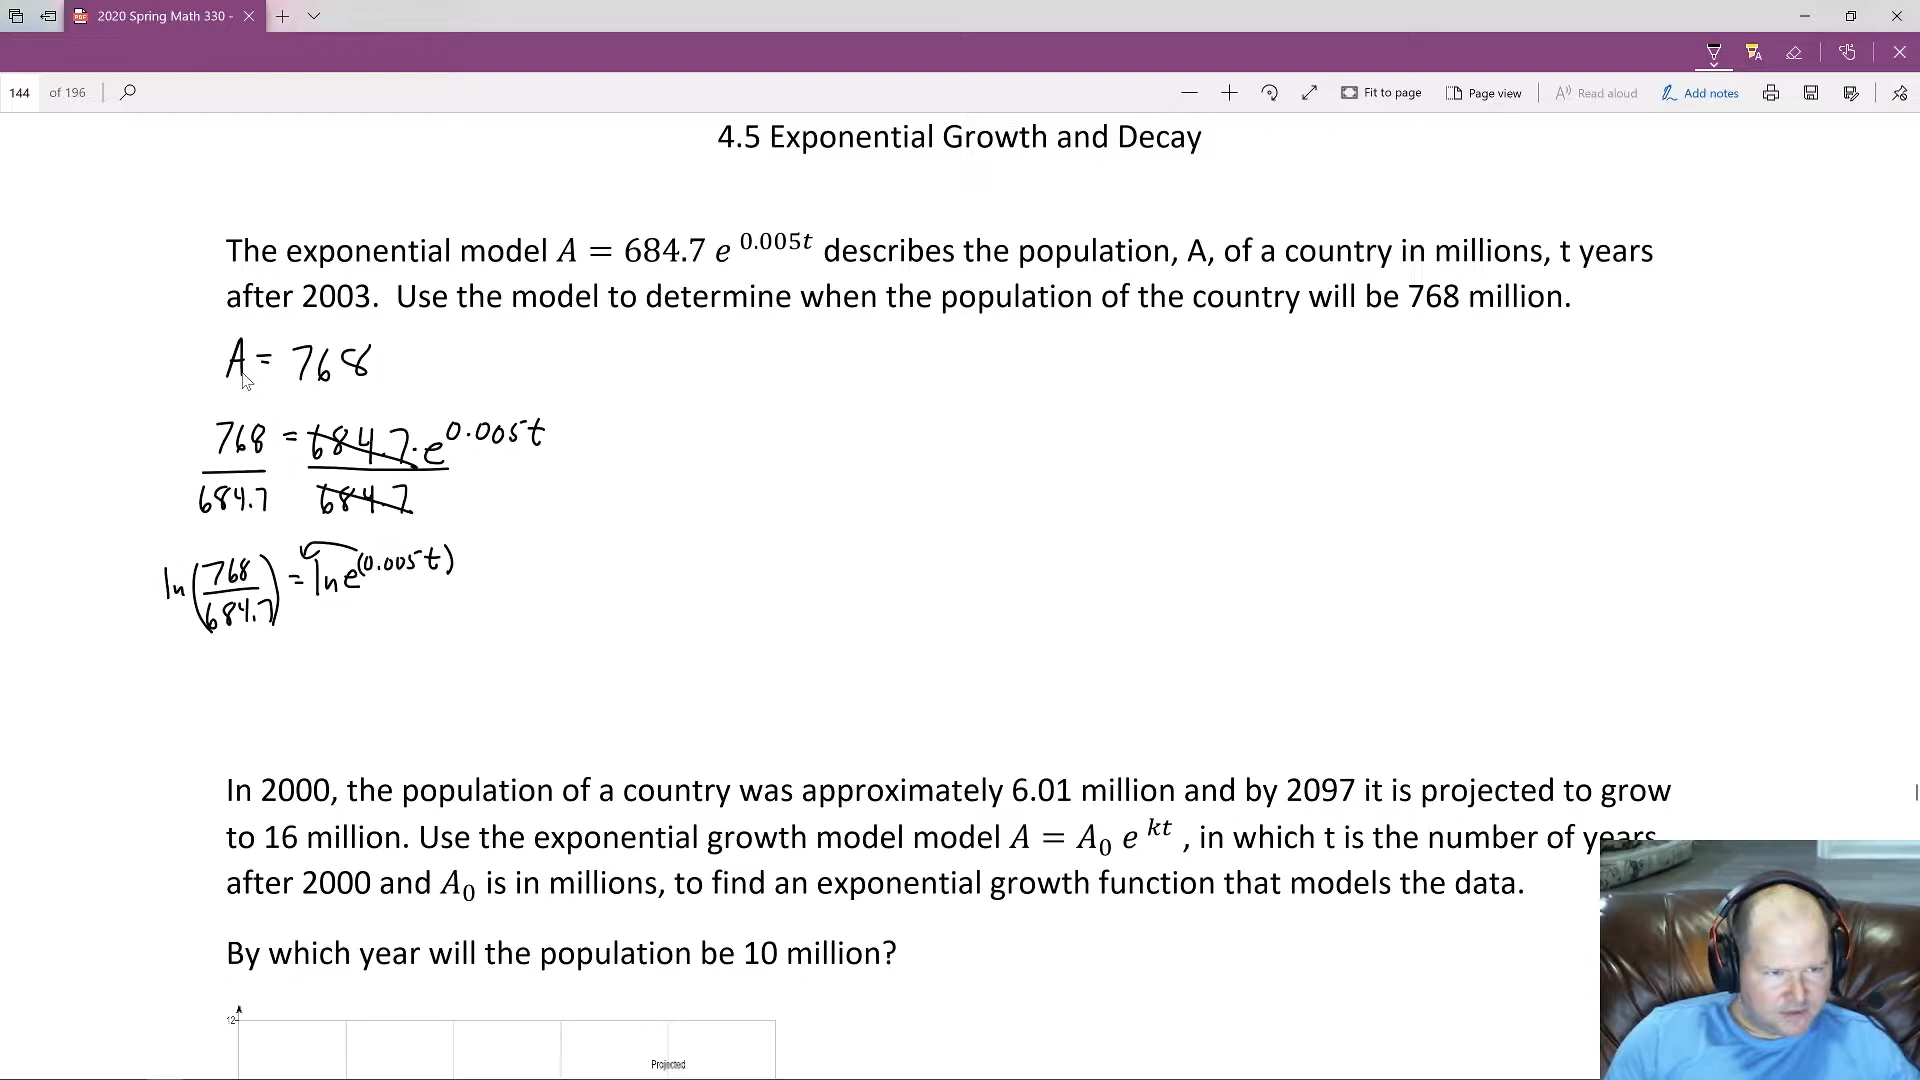 2020 Spring Math 330 -
144 of 196
Fit to page
Page view
Read aloud
Add notes
4.5 Exponential Growth and Decay
The exponential model A = 684.7 e^0.005t describes the population, A, of a country in millions, t years
after 2003. Use the model to determine when the population of the country will be 768 million.
A = 768
768 = 684.7 · e^0.005t
684.7 684.7
ln(768/684.7) = ln e^(0.005t)
In 2000, the population of a country was approximately 6.01 million and by 2097 it is projected to grow
to 16 million. Use the exponential growth model model A = A₀ e^kt , in which t is the number of years
after 2000 and A₀ is in millions, to find an exponential growth function that models the data.
By which year will the population be 10 million?
12
Projected